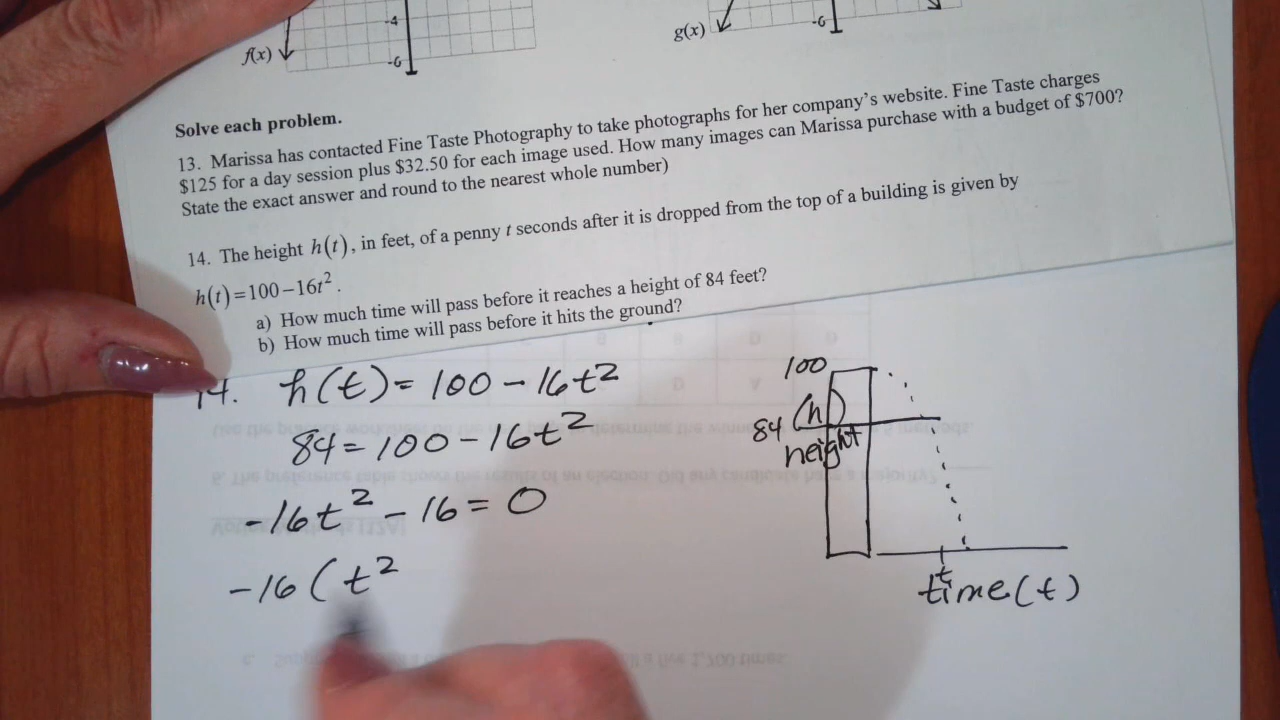 -4
-6
f(x)
g(x)
-6
Solve each problem.
13. Marissa has contacted Fine Taste Photography to take photographs for her company's website. Fine Taste charges
$125 for a day session plus $32.50 for each image used. How many images can Marissa purchase with a budget of $700?
State the exact answer and round to the nearest whole number)
14. The height h(t), in feet, of a penny t seconds after it is dropped from the top of a building is given by
h(t)=100−16t².
a) How much time will pass before it reaches a height of 84 feet?
b) How much time will pass before it hits the ground?
14. h(t) = 100 - 16t²
84 = 100 - 16t²
-16t² - 16 = 0
-16 (t²
100
84 (h)
height
t
time(t)